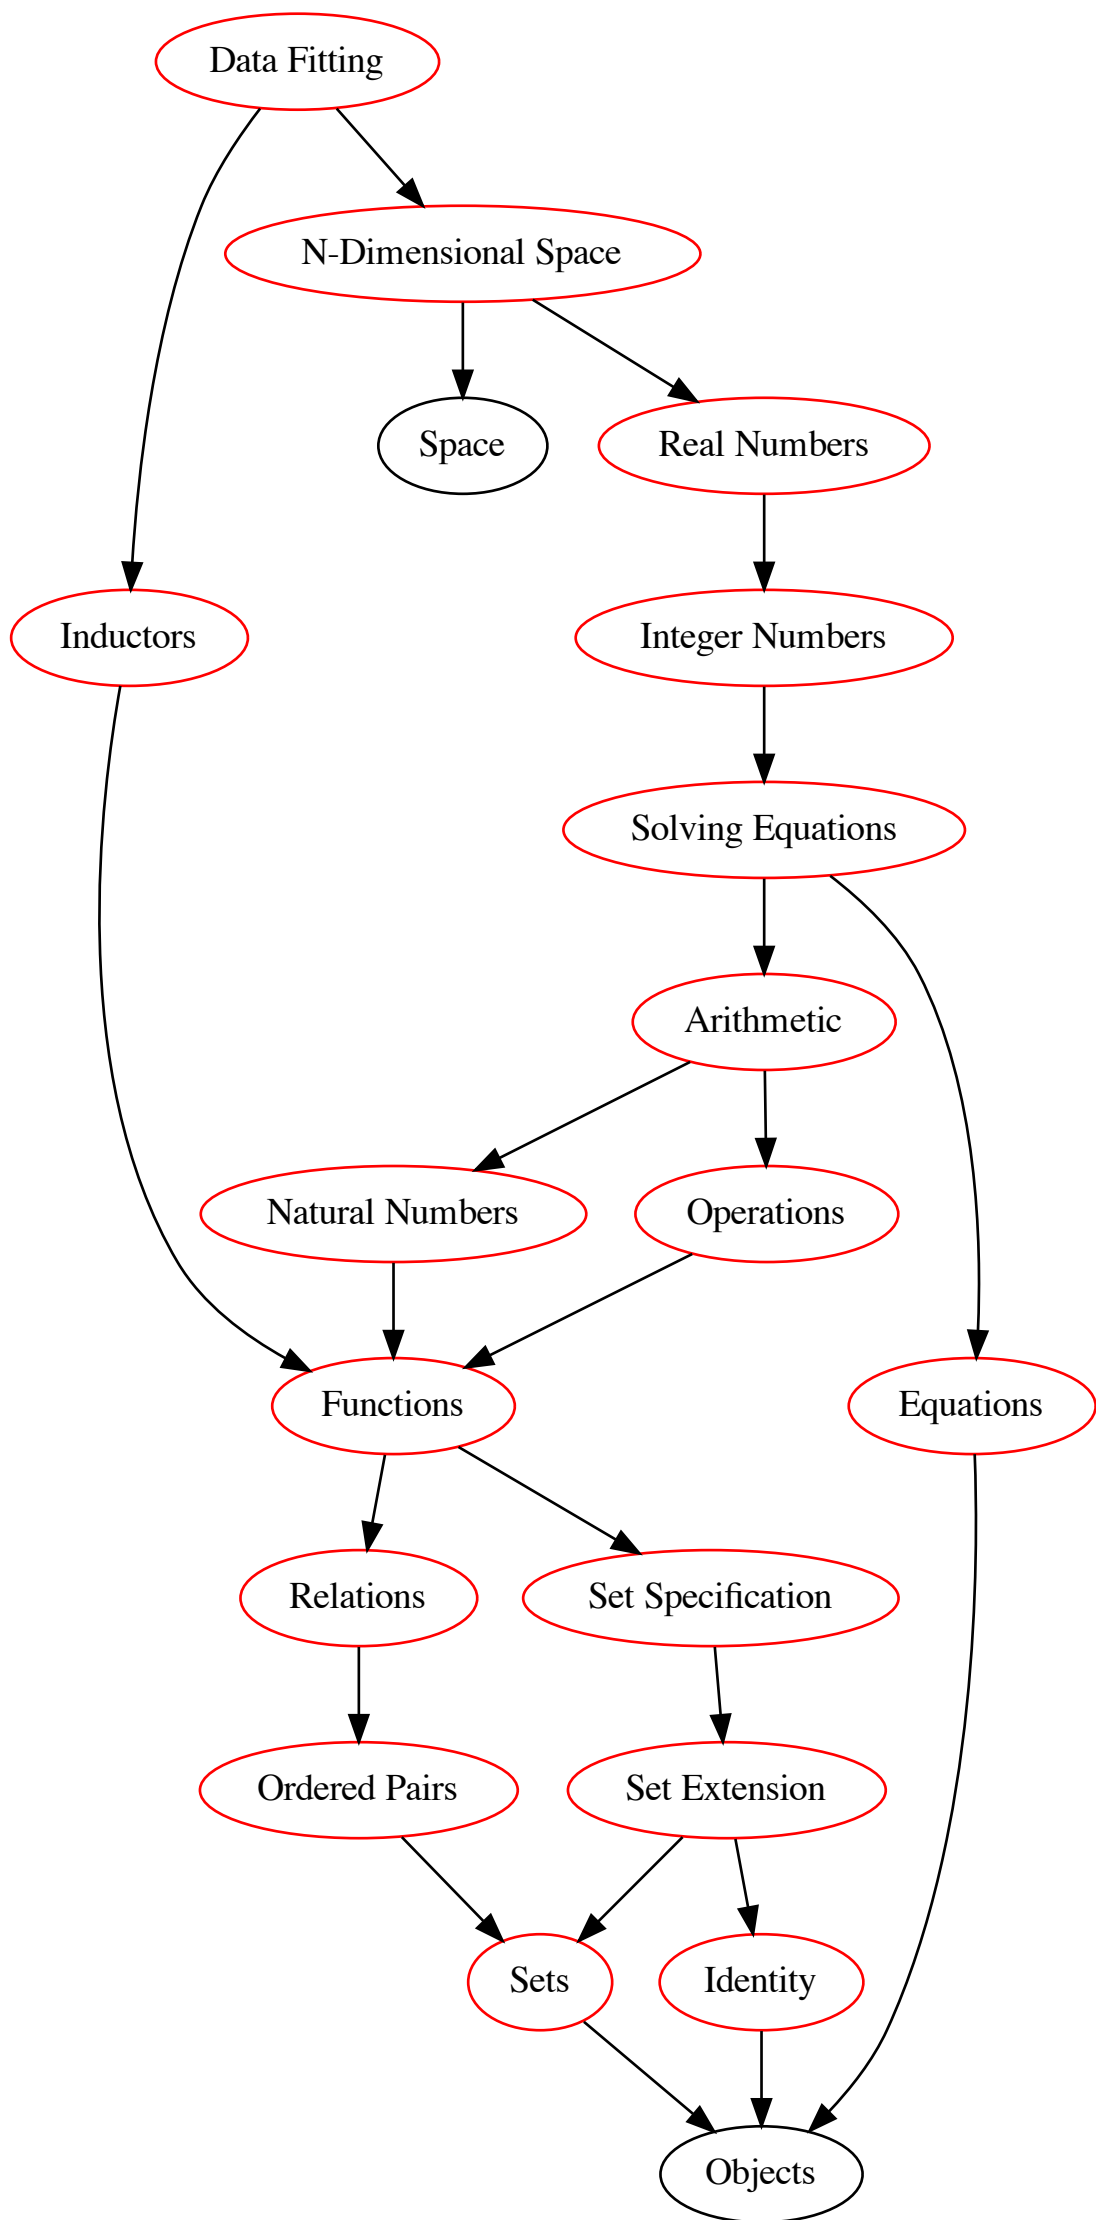 Data Fitting
N-Dimensional Space
Space
Real Numbers
Inductors
Integer Numbers
Solving Equations
Arithmetic
Natural Numbers
Operations
Functions
Equations
Relations
Set Specification
Ordered Pairs
Set Extension
Sets
Identity
Objects